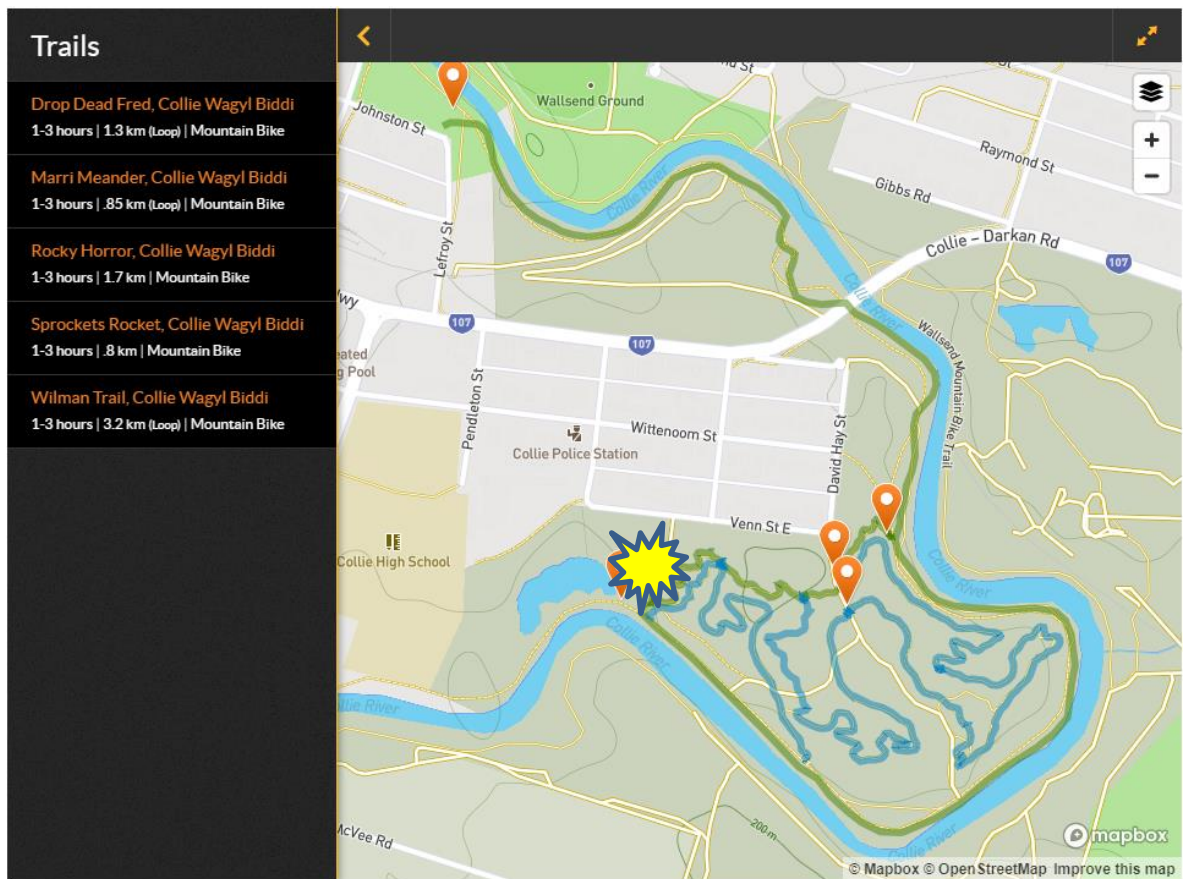 Trails
Drop Dead Fred, Collie Wagyl Biddi
1-3 hours | 1.3 km (Loop) | Mountain Bike
Marri Meander, Collie Wagyl Biddi
1-3 hours | .85 km (Loop) | Mountain Bike
Rocky Horror, Collie Wagyl Biddi
1-3 hours | 1.7 km | Mountain Bike
Sprockets Rocket, Collie Wagyl Biddi
1-3 hours | .8 km | Mountain Bike
Wilman Trail, Collie Wagyl Biddi
1-3 hours | 3.2 km (Loop) | Mountain Bike
Wallsend Ground
Johnston St
Raymond St
Gibbs Rd
Collie River
Lefroy St
Collie – Darkan Rd
107
Collie River
107
107
Wallsend Mountain Bike Trail
Pendleton St
Wittenoom St
David Hay St
Collie Police Station
Venn St E
Collie High School
Collie River
Collie River
200 m
McVee Rd
Collie River
mapbox
© Mapbox © OpenStreetMap Improve this map